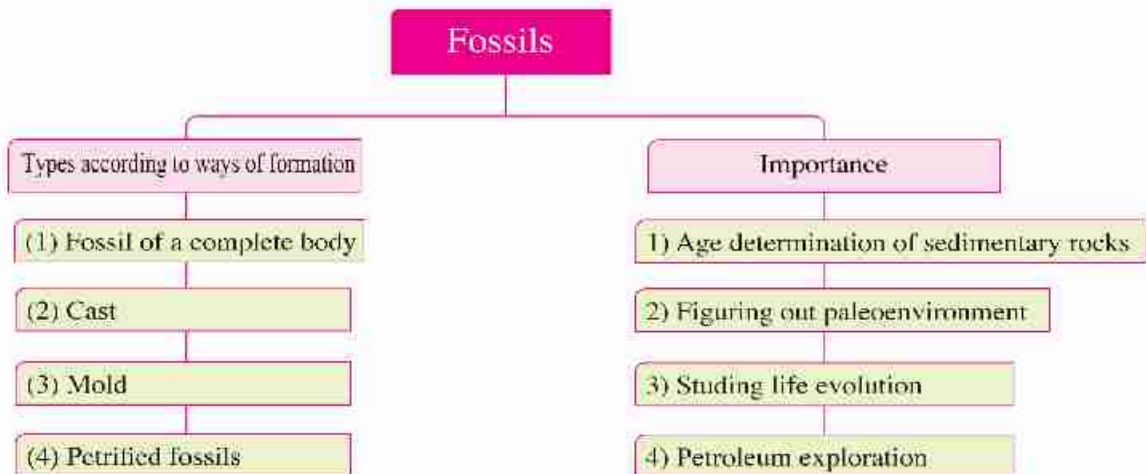 Fossils
Types according to ways of formation
(1) Fossil of a complete body
(2) Cast
(3) Mold
(4) Petrified fossils
Importance
1) Age determination of sedimentary rocks
2) Figuring out paleoenvironment
3) Studing life evolution
4) Petroleum exploration